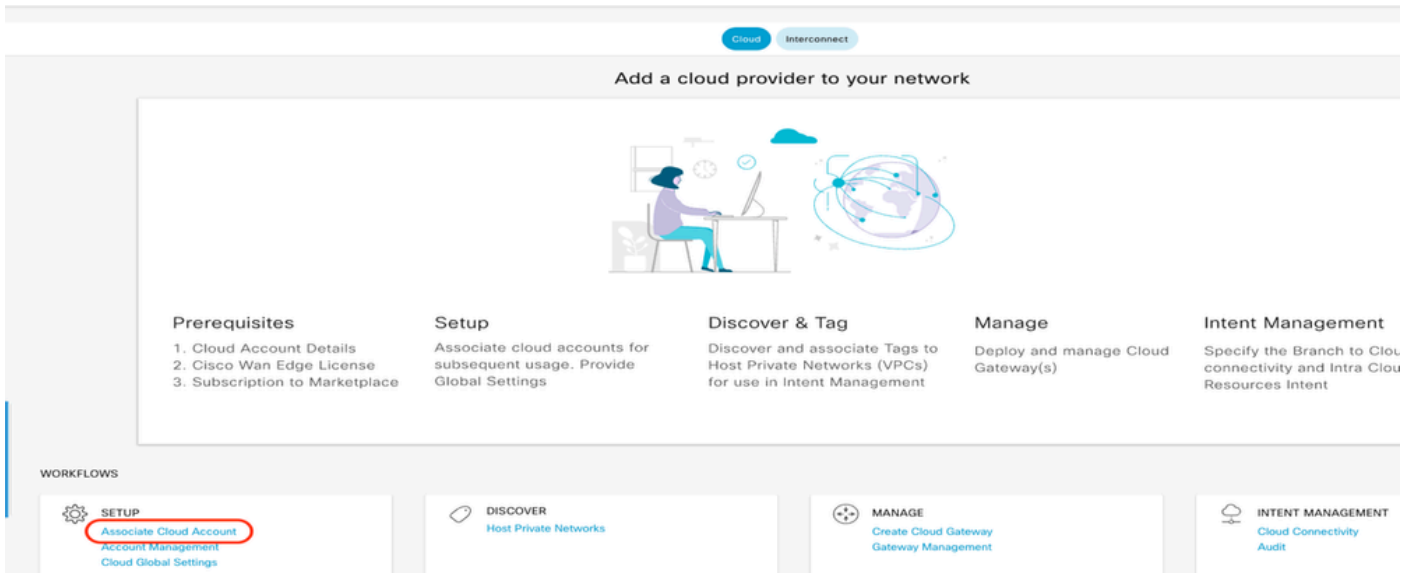 Cloud
Interconnect
Add a cloud provider to your network
Prerequisites
1. Cloud Account Details
2. Cisco Wan Edge License
3. Subscription to Marketplace
Setup
Associate cloud accounts for
subsequent usage. Provide
Global Settings
Discover & Tag
Discover and associate Tags to
Host Private Networks (VPCs)
for use in Intent Management
Manage
Deploy and manage Cloud
Gateway(s)
Intent Management
Specify the Branch to Clou
connectivity and Intra Clou
Resources Intent
WORKFLOWS
SETUP
Associate Cloud Account
Account Management
Cloud Global Settings
DISCOVER
Host Private Networks
MANAGE
Create Cloud Gateway
Gateway Management
INTENT MANAGEMENT
Cloud Connectivity
Audit